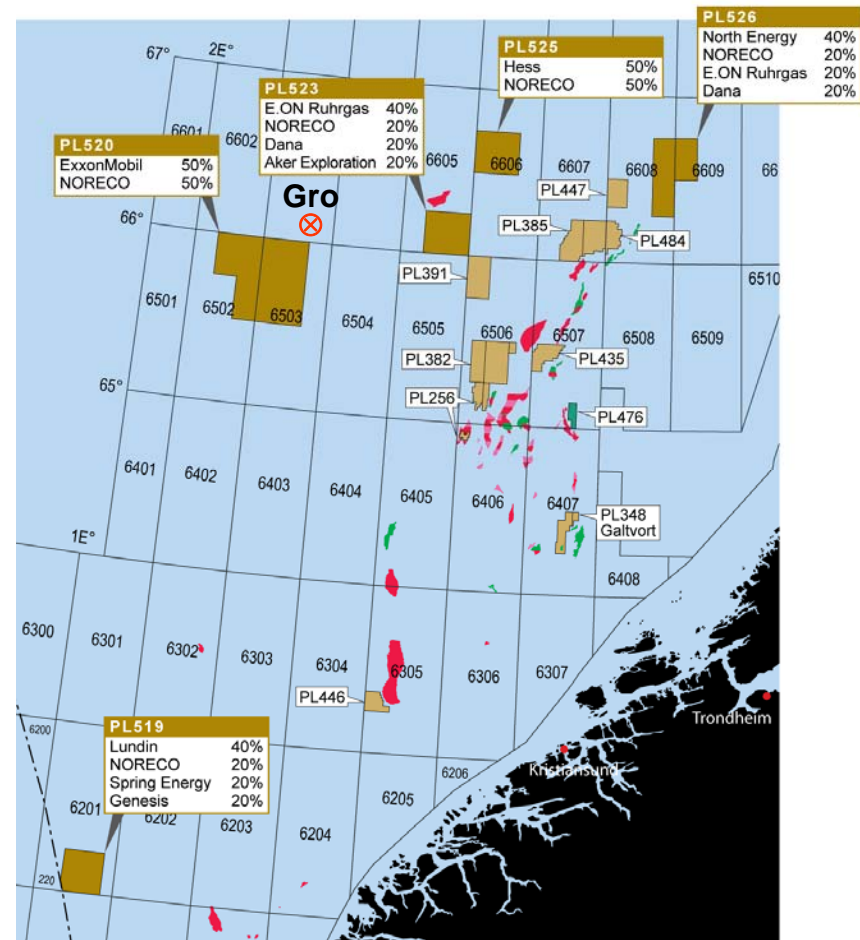 PL526
North Energy 40%
NORECO 20%
E.ON Ruhrgas 20%
Dana 20%
PL525
Hess 50%
NORECO 50%
67°
2E°
PL523
E.ON Ruhrgas 40%
NORECO 20%
Dana 20%
Aker Exploration 20%
PL520
ExxonMobil 50%
NORECO 50%
6601
6602
6605
6606
6607
6608
6609
PL447
Gro
PL385
PL484
66°
PL391
6510
6501
6502
6503
6504
6505
6506
6507
6508
6509
PL382
PL435
65°
PL256
PL476
6401
6402
6403
6404
6405
6406
6407
PL348
Galtvort
1E°
6408
6300
6301
6302
6303
6304
6305
6306
6307
PL446
Trondheim
PL519
Lundin 40%
NORECO 20%
Spring Energy 20%
Genesis 20%
6200
Kristiansund
6206
6201
6202
6203
6204
6205
220